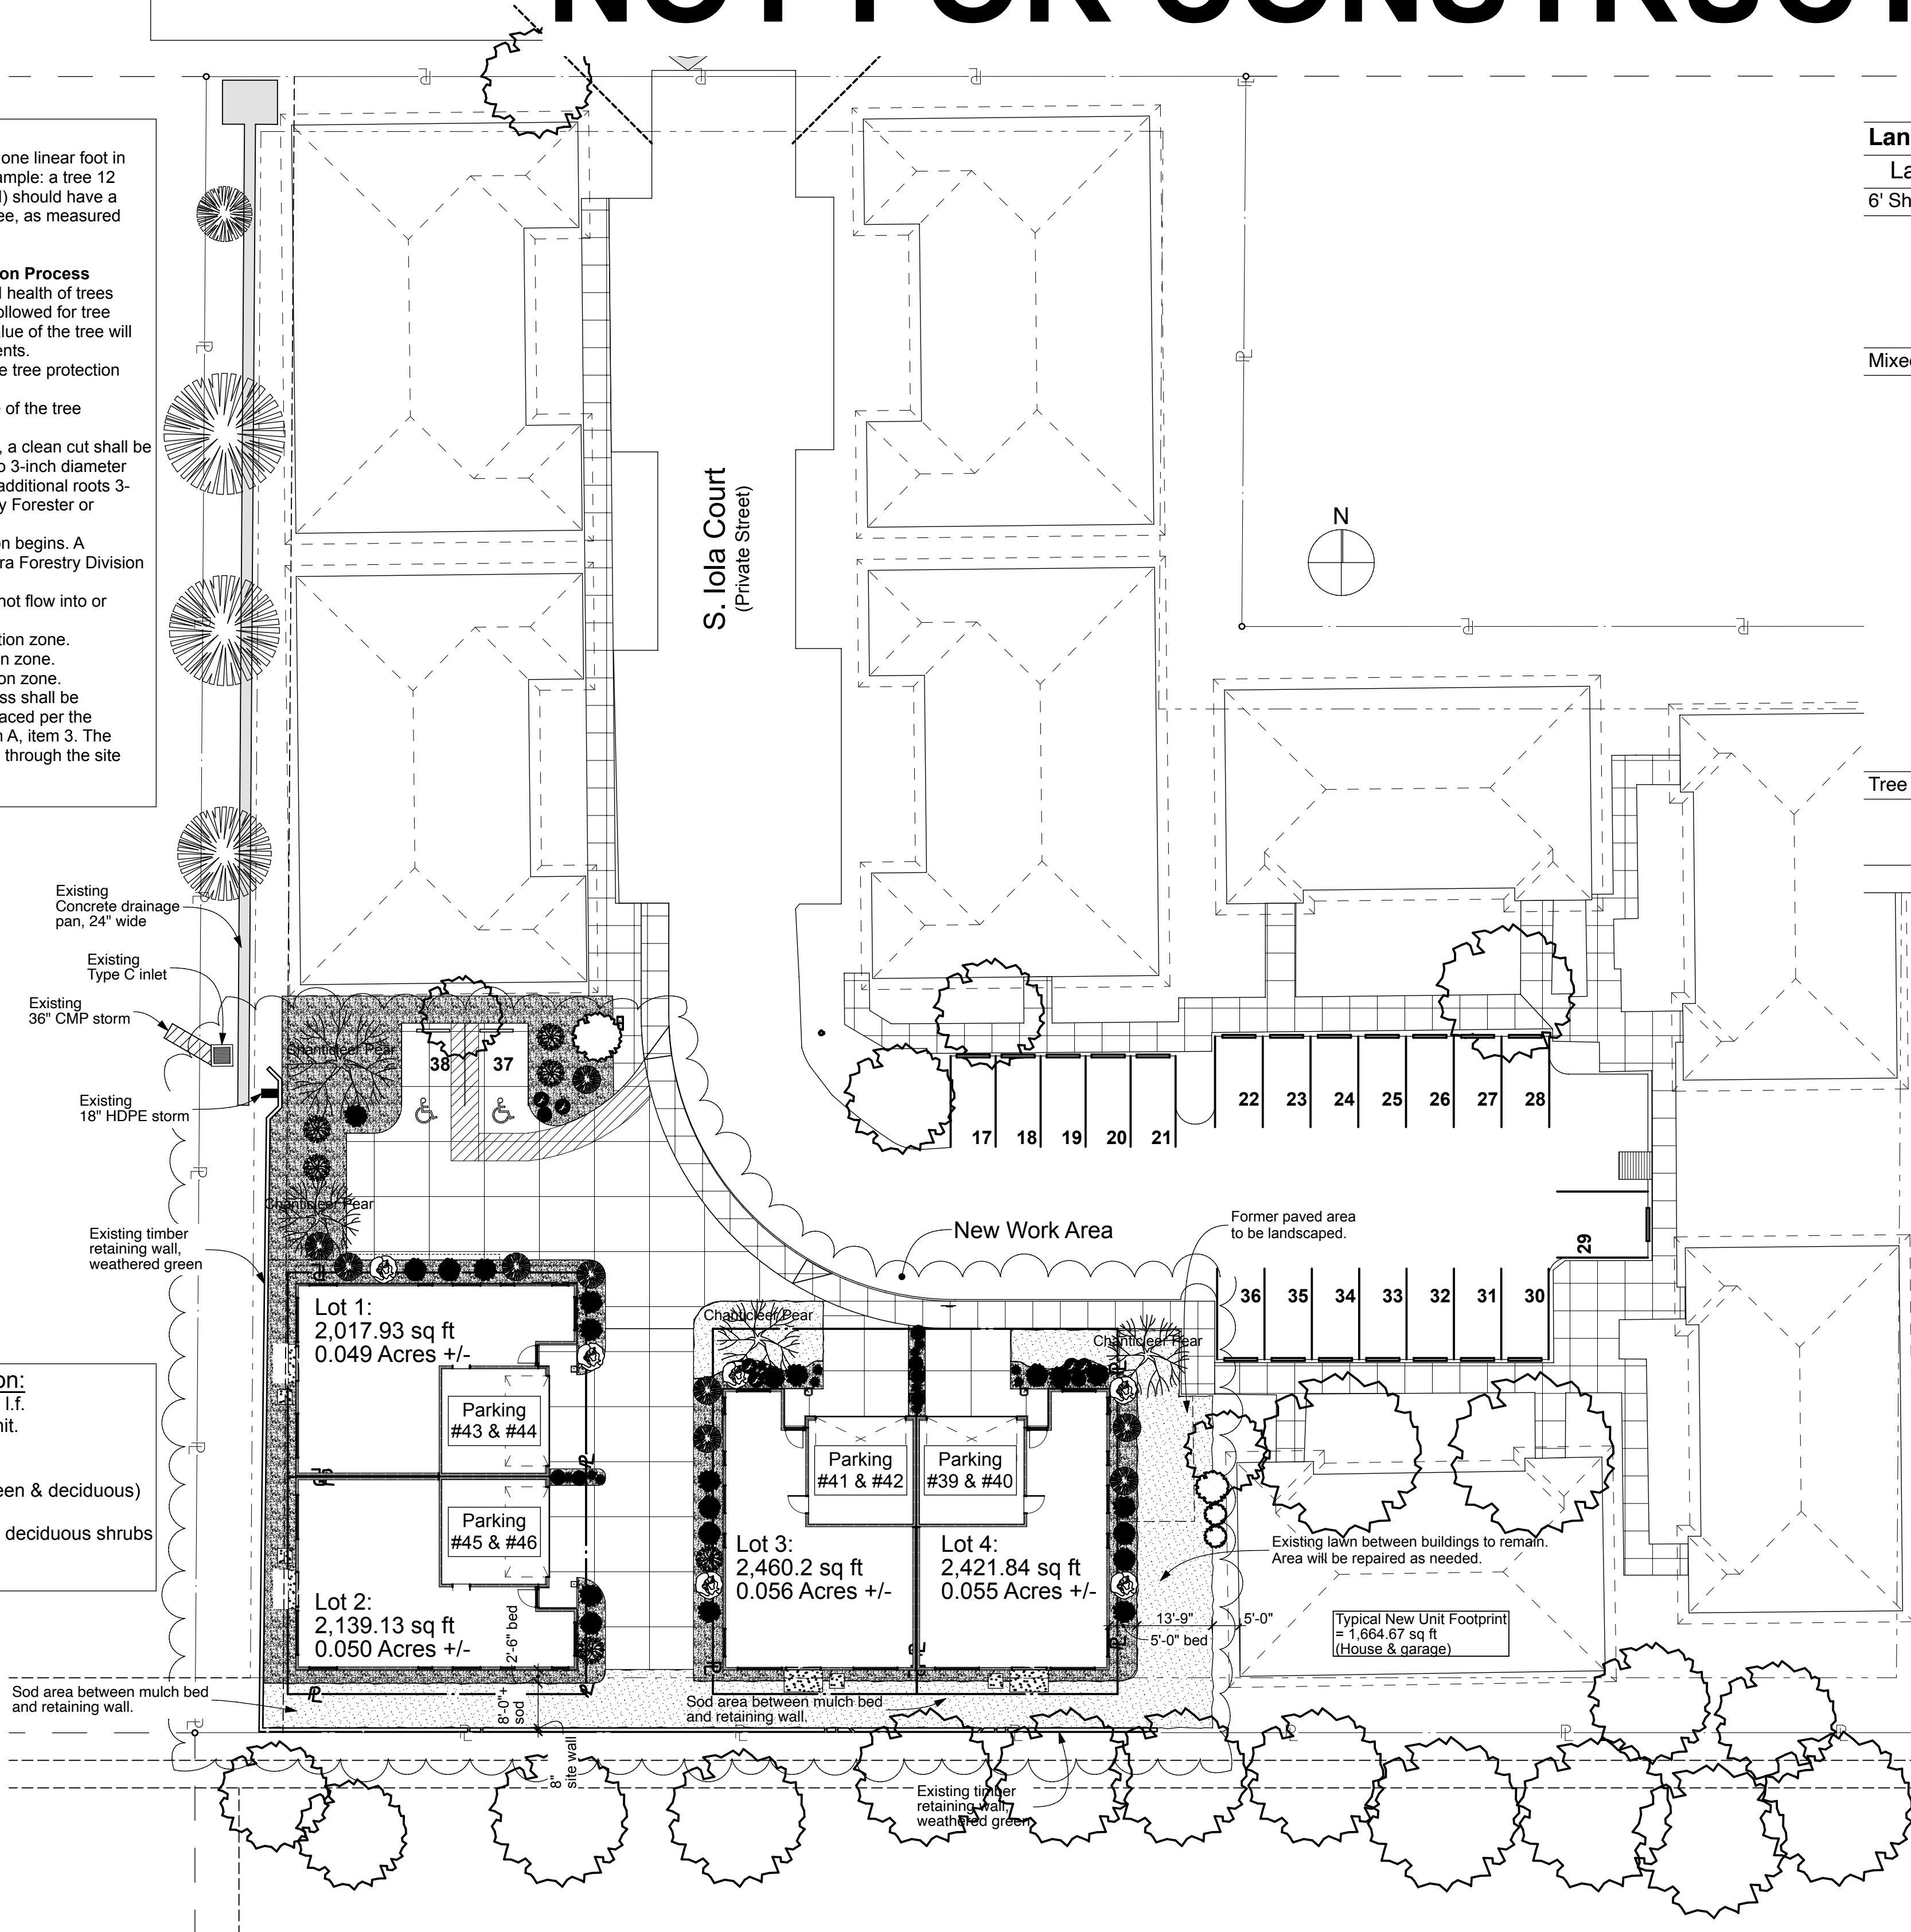 one linear foot in
ample: a tree 12
) should have a
ee, as measured
on Process
health of trees
ollowed for tree
alue of the tree will
ents.
e tree protection
of the tree
, a clean cut shall be
o 3-inch diameter
additional roots 3-
y Forester or
on begins. A
ra Forestry Division
not flow into or
tion zone.
n zone.
on zone.
ss shall be
aced per the
A, item 3. The
through the site
Lan
La
6' Sh
Mixe
Tree
S. Iola Court
(Private Street)
N
PL
Existing
Concrete drainage
pan, 24" wide
Existing
Type C inlet
Existing
36" CMP storm
Existing
18" HDPE storm
Existing timber
retaining wall,
weathered green
Chanticleer Pear
Chanticleer Pear
38
37
17
18
19
20
21
22
23
24
25
26
27
28
29
36
35
34
33
32
31
30
New Work Area
Former paved area
to be landscaped.
Chanticleer Pear
Chanticleer Pear
Lot 1:
2,017.93 sq ft
0.049 Acres +/-
Parking
#43 & #44
Parking
#45 & #46
Lot 2:
2,139.13 sq ft
0.050 Acres +/-
Parking
#41 & #42
Parking
#39 & #40
Lot 3:
2,460.2 sq ft
0.056 Acres +/-
Lot 4:
2,421.84 sq ft
0.055 Acres +/-
on:
l.f.
nit.
een & deciduous)
deciduous shrubs
Existing lawn between buildings to remain.
Area will be repaired as needed.
13'-9"
5'-0"
5'-0" bed
Typical New Unit Footprint
= 1,664.67 sq ft
(House & garage)
2'-6" bed
8'-0"+
sod
8"
site wall
Sod area between mulch bed
and retaining wall.
Sod area between mulch bed
and retaining wall.
Existing timber
retaining wall,
weathered green